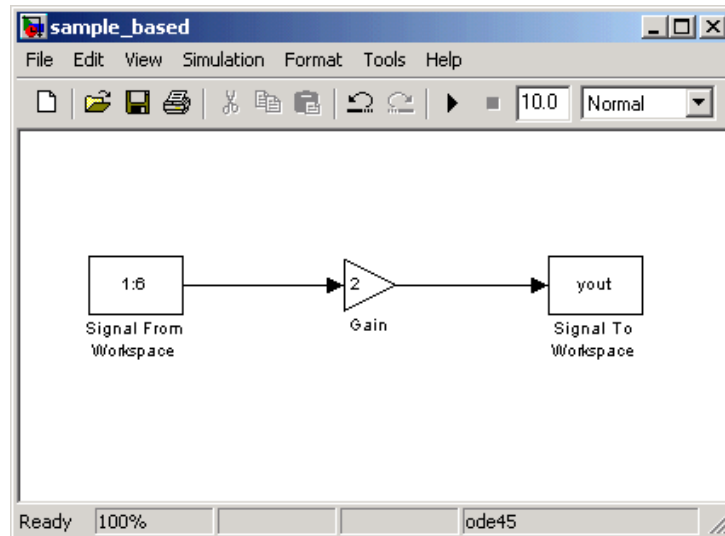 sample_based
File Edit View Simulation Format Tools Help
10.0 Normal
1:6 2 yout
Signal From Workspace
Gain
Signal To Workspace
Ready 100% ode45